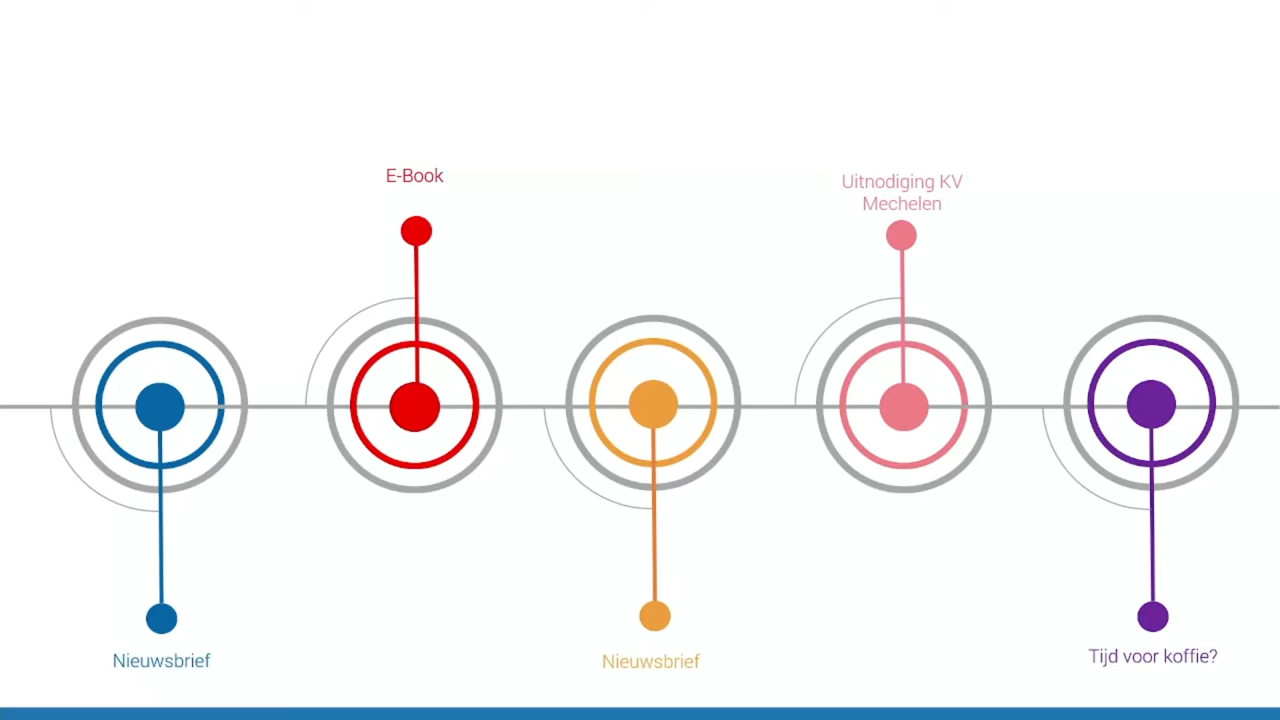 E-Book
Uitnodiging KV
Mechelen
Nieuwsbrief
Nieuwsbrief
Tijd voor koffie?